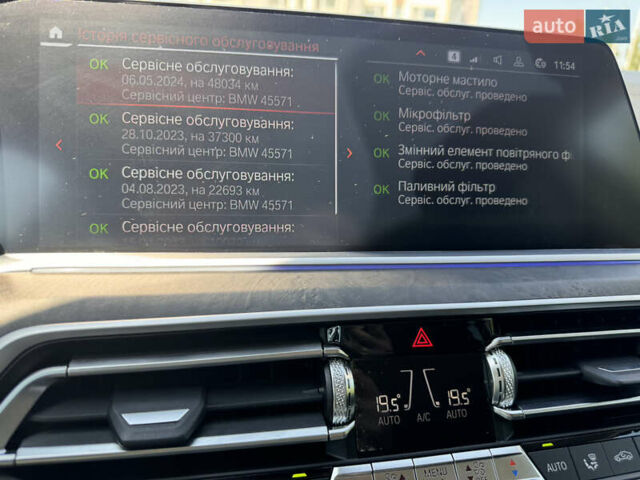 auto RIA.com
Історія сервісного обслуговування
4
11:54
OK Сервісне обслуговування:
06.05.2024, на 48034 км
Сервісний центр: BMW 45571
OK Сервісне обслуговування:
28.10.2023, на 37300 км
Сервісний центр: BMW 45571
OK Сервісне обслуговування:
04.08.2023, на 22693 км
Сервісний центр: BMW 45571
OK Сервісне обслуговування:
OK Моторне мастило
Сервіс. обслуг. проведено
OK Мікрофільтр
Сервіс. обслуг. проведено
OK Змінний елемент повітряного ф
Сервіс. обслуг. проведено
OK Паливний фільтр
Сервіс. обслуг. проведено
19.5° 19.5°
AUTO A/C AUTO
MENU
AUTO